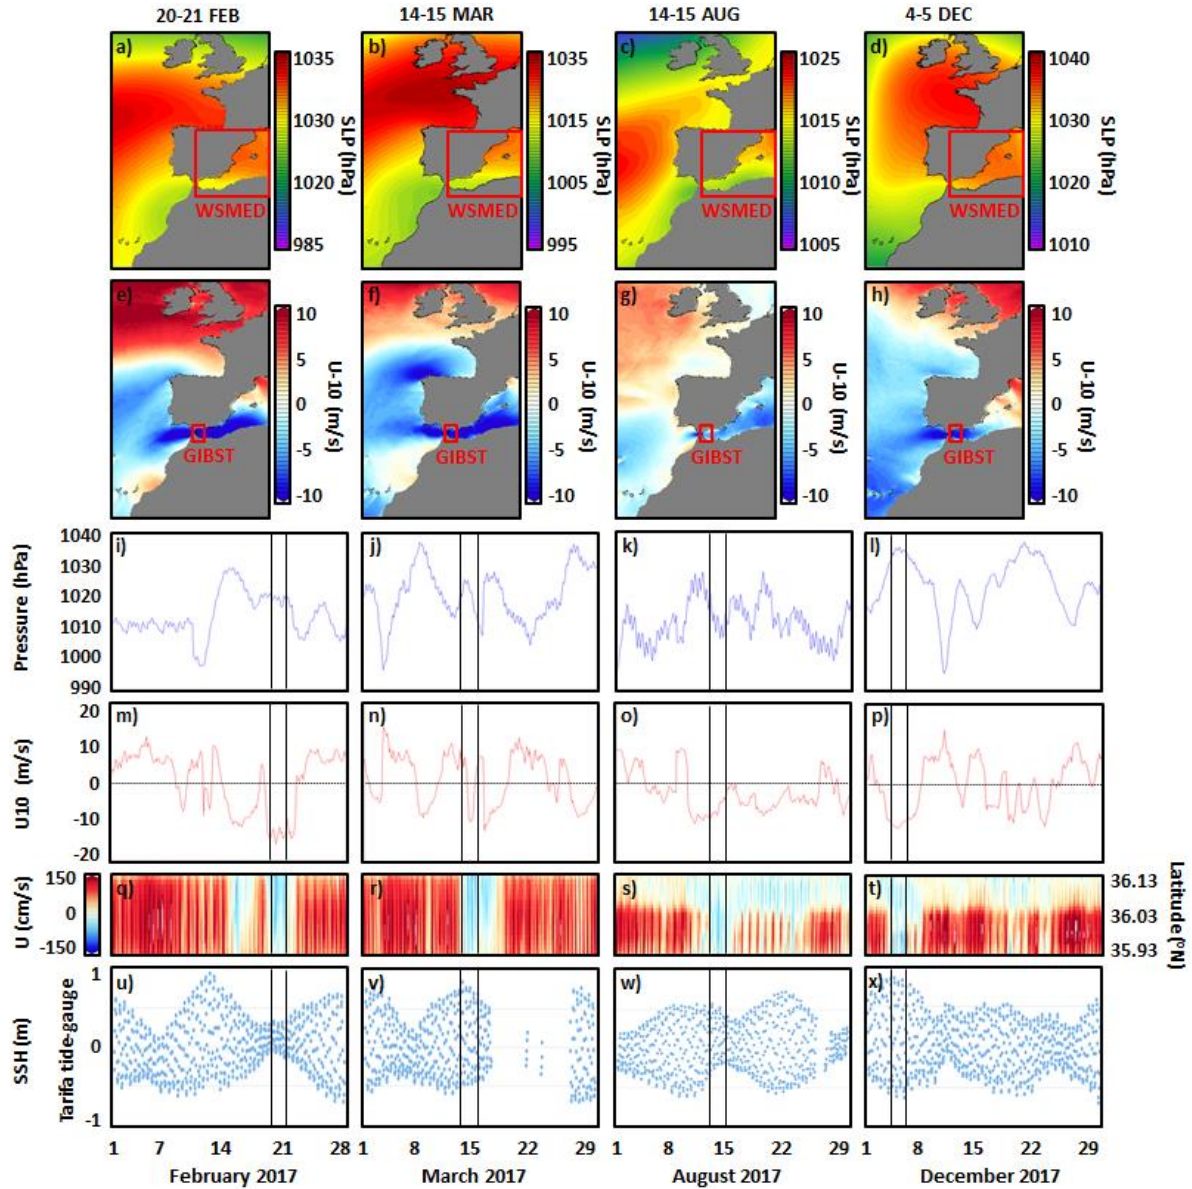 20-21 FEB 14-15 MAR 14-15 AUG 4-5 DEC
a) b) c) d)
1035 1035 1025 1040
1030 1015 1015 1030
1020 1005 1010 1020
985 995 1005 1010
SLP (hPa) SLP (hPa) SLP (hPa) SLP (hPa)
WSMED WSMED WSMED WSMED
e) f) g) h)
10 10 10 10
5 5 5 5
0 0 0 0
-5 -5 -5 -5
-10 -10 -10 -10
U-10 (m/s) U-10 (m/s) U-10 (m/s) U-10 (m/s)
GIBST GIBST GIBST GIBST
Pressure (hPa)
1040
1030
1020
1010
1000
990
i) j) k) l)
U10 (m/s)
20
10
0
-10
-20
m) n) o) p)
U (cm/s)
150
0
-150
q) r) s) t)
36.13
36.03
35.93
Latitude (ºN)
SSH (m)
Tarifa tide-gauge
1
0
-1
u) v) w) x)
1 7 14 21 28 1 8 15 22 29 1 8 15 22 29 1 8 15 22 29
February 2017 March 2017 August 2017 December 2017